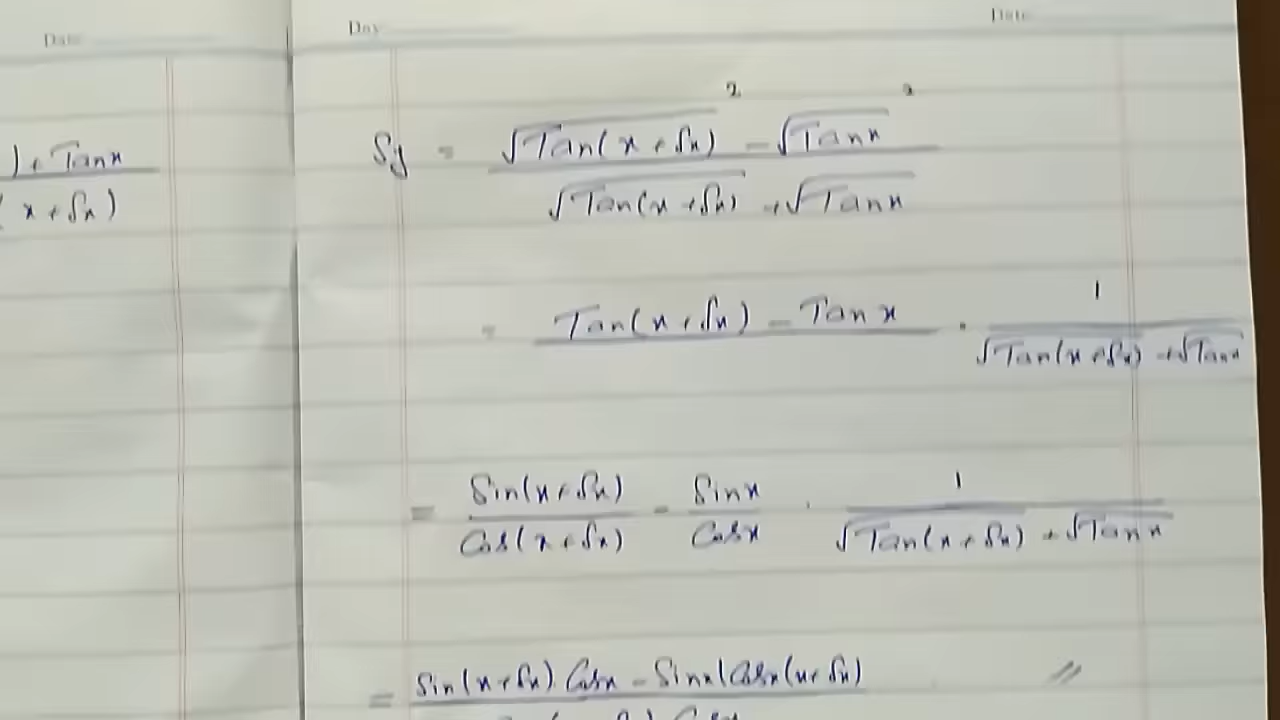 Date
Day
Date
) + Tanx
( x + δx)
δy = √Tan(x + δx)² - √Tanx²
√Tan(x + δx) + √Tanx
= Tan(x + δx) - Tanx . 1
√Tan(x + δx) + √Tanx
= Sin(x + δx) - Sinx . 1
Cos(x + δx) Cosx √Tan(x + δx) + √Tanx
= Sin(x + δx). Cosx - Sinx(Cosx(x + δx) //